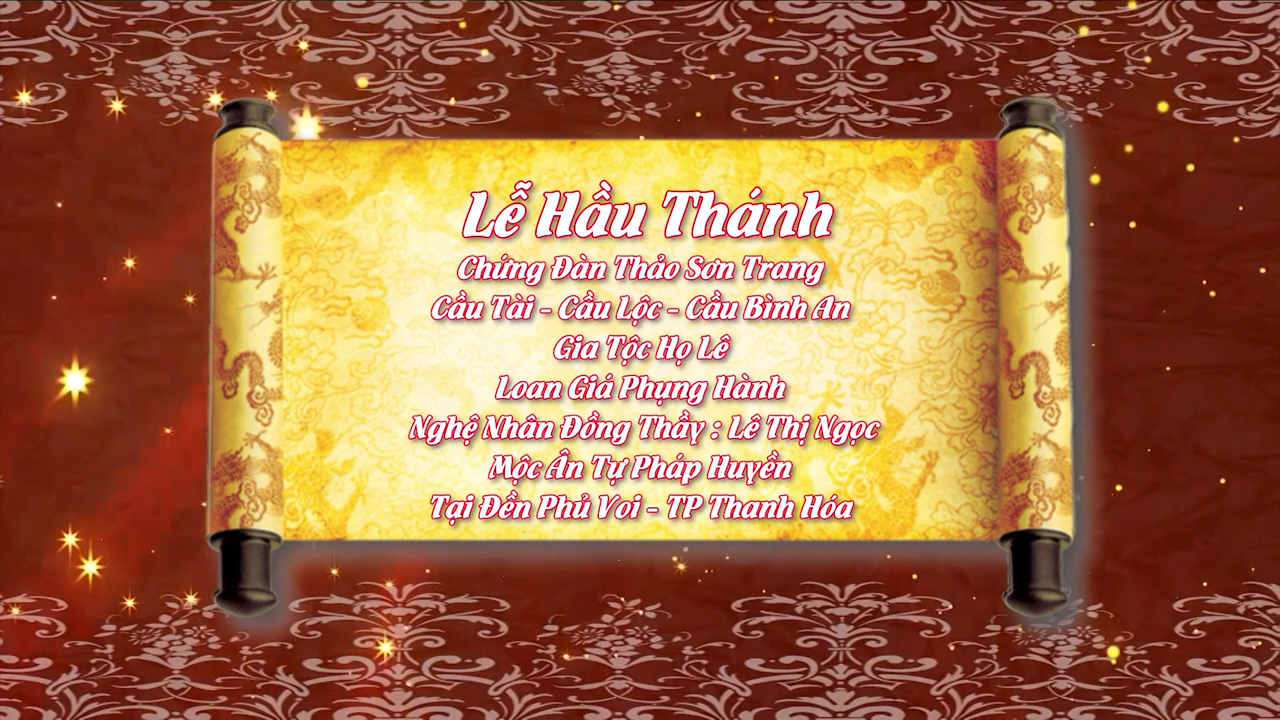 Lễ Hầu Thánh
Chứng Đàn Thảo Sơn Trang
Cầu Tài - Cầu Lộc - Cầu Bình An
Gia Tộc Họ Lê
Loan Giá Phụng Hành
Nghệ Nhân Đồng Thầy : Lê Thị Ngọc
Mộc Ân Tự Pháp Huyền
Tại Đền Phủ Voi - TP Thanh Hóa